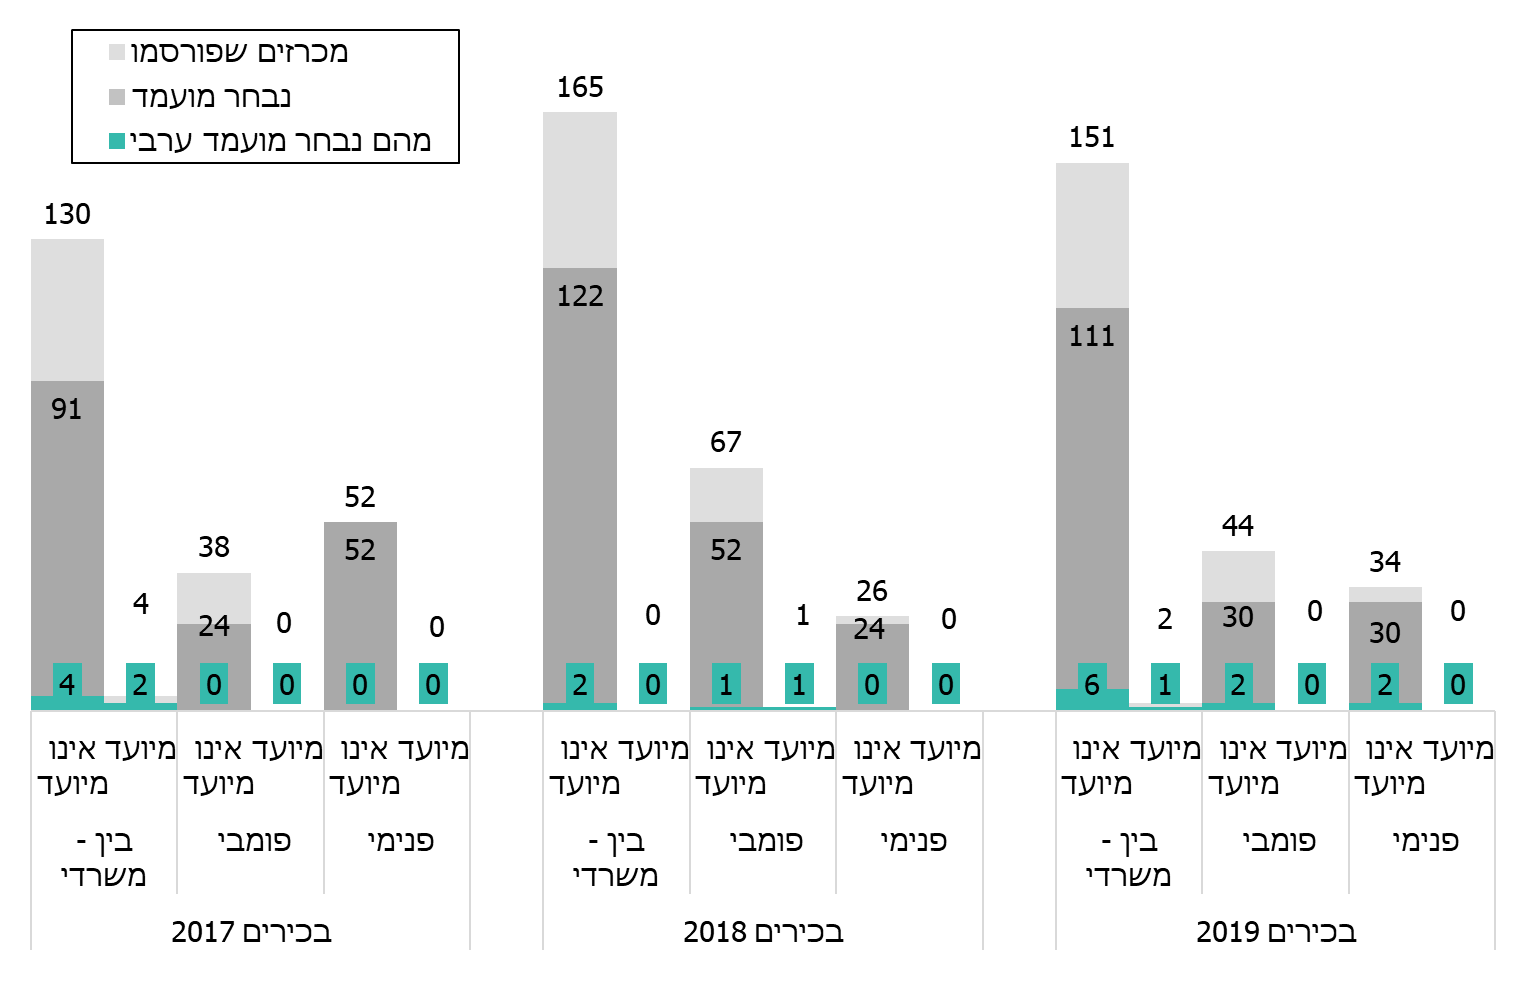 מכרזים שפורסמו
נבחר מועמד
מהם נבחר מועמד ערבי
130
91
4
4
2
38
24
0
0
0
52
52
0
0
0
165
122
2
0
0
67
52
1
1
1
26
24
0
0
0
151
111
6
2
1
44
30
2
0
0
34
30
2
0
0
אינו מיועד
מיועד
אינו מיועד
מיועד
אינו מיועד
מיועד
אינו מיועד
מיועד
אינו מיועד
מיועד
אינו מיועד
מיועד
אינו מיועד
מיועד
אינו מיועד
מיועד
אינו מיועד
מיועד
בין -
משרדי
פומבי
פנימי
בין -
משרדי
פומבי
פנימי
בין -
משרדי
פומבי
פנימי
בכירים 2017
בכירים 2018
בכירים 2019